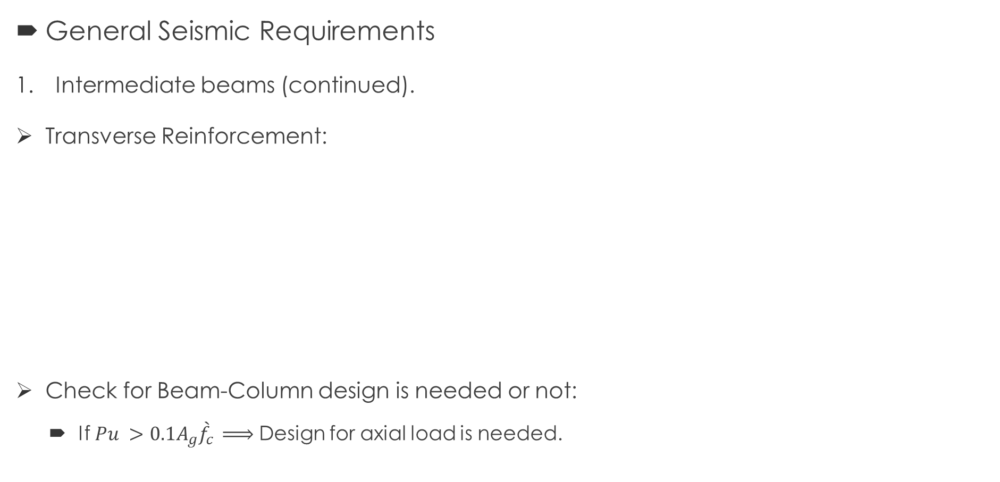 General Seismic Requirements
1. Intermediate beams (continued).
➢ Transverse Reinforcement:
➢ Check for Beam-Column design is needed or not:
If Pu > 0.1A_g f̀_c ⟹ Design for axial load is needed.